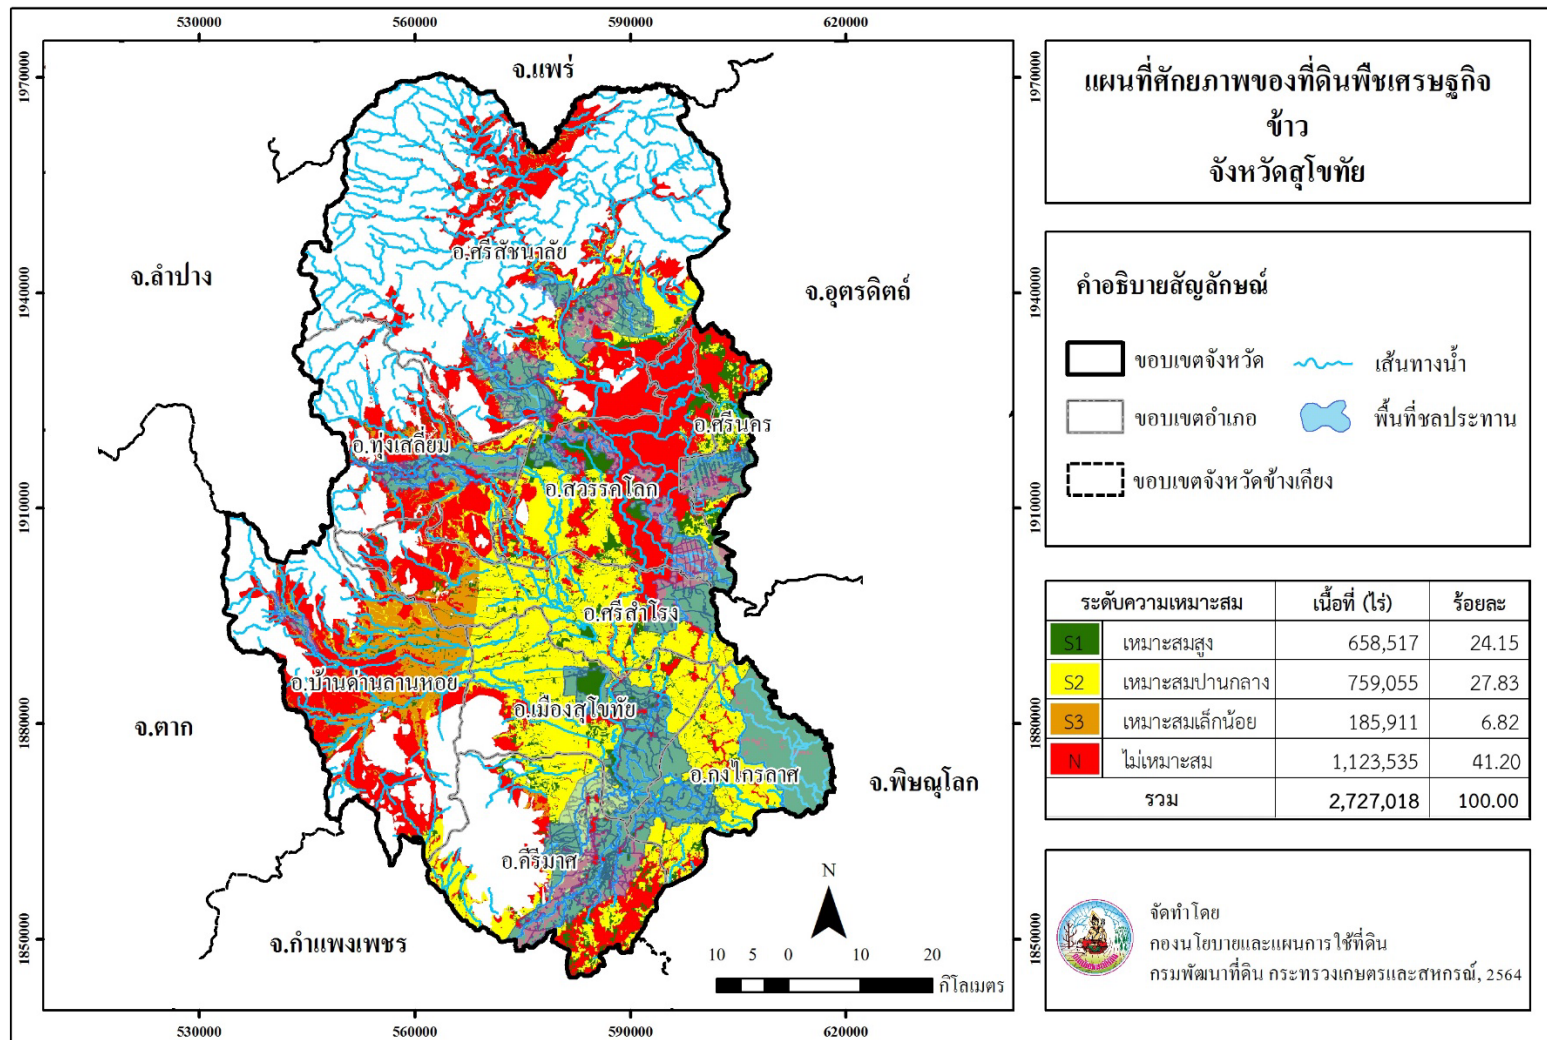 530000
560000
590000
620000
1970000
1940000
1910000
1880000
1850000
1970000
1940000
1910000
1880000
1850000
จ.แพร่
จ.ลำปาง
จ.อุตรดิตถ์
จ.ตาก
จ.พิษณุโลก
จ.กำแพงเพชร
อ.ศรีสัชนาลัย
อ.ศรีนคร
อ.ทุ่งเสลี่ยม
อ.สวรรคโลก
อ.ศรีสำโรง
อ.บ้านด่านลานหอย
อ.เมืองสุโขทัย
อ.กงไกรลาศ
อ.คีรีมาศ
N
10 5 0 10 20
กิโลเมตร
530000
560000
590000
620000
แผนที่ศักยภาพของที่ดินพืชเศรษฐกิจ
ข้าว
จังหวัดสุโขทัย
คำอธิบายสัญลักษณ์
ขอบเขตจังหวัด
เส้นทางน้ำ
ขอบเขตอำเภอ
พื้นที่ชลประทาน
ขอบเขตจังหวัดข้างเคียง
ระดับความเหมาะสม เนื้อที่ (ไร่) ร้อยละ
S1 เหมาะสมสูง 658,517 24.15
S2 เหมาะสมปานกลาง 759,055 27.83
S3 เหมาะสมเล็กน้อย 185,911 6.82
N ไม่เหมาะสม 1,123,535 41.20
รวม 2,727,018 100.00
จัดทำโดย
กองนโยบายและแผนการใช้ที่ดิน
กรมพัฒนาที่ดิน กระทรวงเกษตรและสหกรณ์, 2564